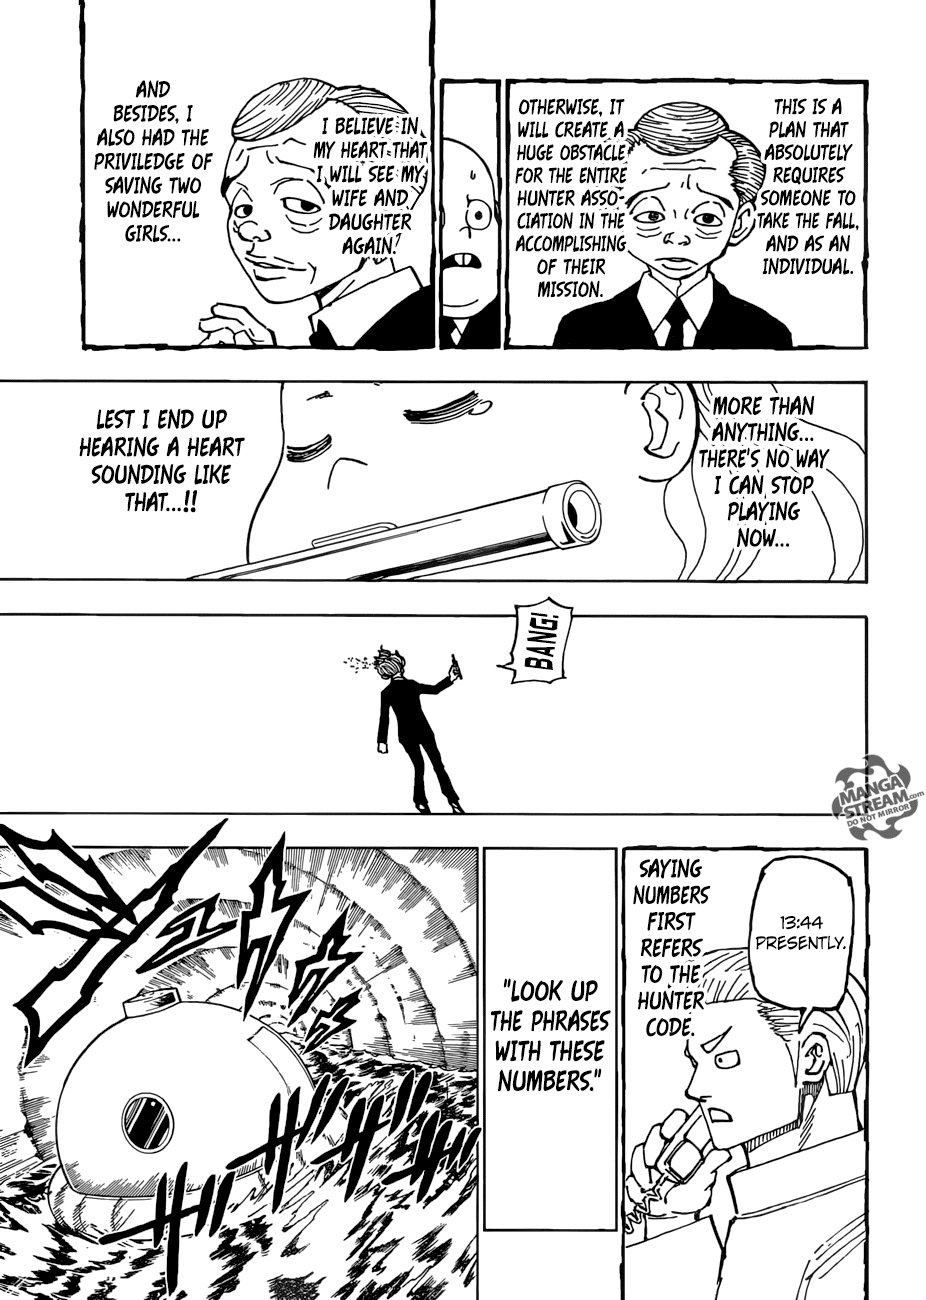 THIS IS A
PLAN THAT
ABSOLUTELY
REQUIRES
SOMEONE TO
TAKE THE FALL,
AND AS AN
INDIVIDUAL.
OTHERWISE, IT
WILL CREATE A
HUGE OBSTACLE
FOR THE ENTIRE
HUNTER ASSO-
CIATION IN THE
ACCOMPLISHING
OF THEIR
MISSION.
I BELIEVE IN
MY HEART THAT
I WILL SEE MY
WIFE AND
DAUGHTER
AGAIN.
AND
BESIDES, I
ALSO HAD THE
PRIVILEDGE OF
SAVING TWO
WONDERFUL
GIRLS...
MORE THAN
ANYTHING...
THERE'S NO WAY
I CAN STOP
PLAYING
NOW...
LEST I END UP
HEARING A HEART
SOUNDING LIKE
THAT...!!
BANG!
MANGA
-STREAM.com
DO NOT MIRROR
13:44
PRESENTLY.
SAYING
NUMBERS
FIRST
REFERS
TO THE
HUNTER
CODE.
"LOOK UP
THE PHRASES
WITH THESE
NUMBERS."